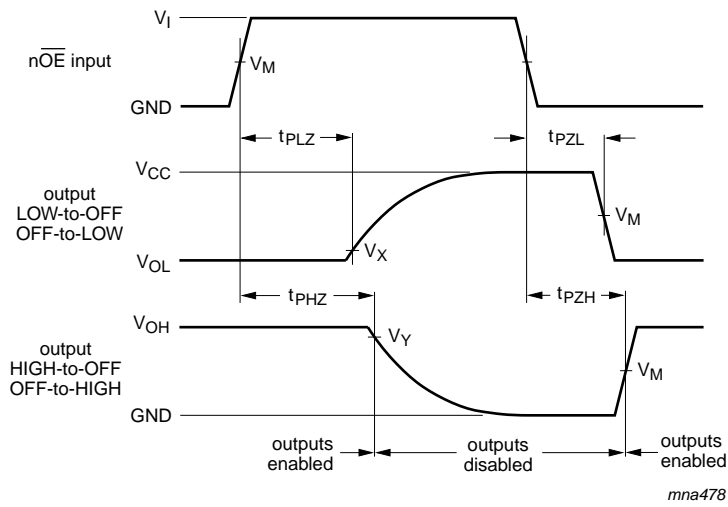 V_I
nOE input
V_M
GND
t_PLZ
t_PZL
V_CC
output
LOW-to-OFF
OFF-to-LOW
V_M
V_X
V_OL
t_PHZ
t_PZH
V_OH
V_Y
output
HIGH-to-OFF
OFF-to-HIGH
V_M
GND
outputs
enabled
outputs
disabled
outputs
enabled
mna478